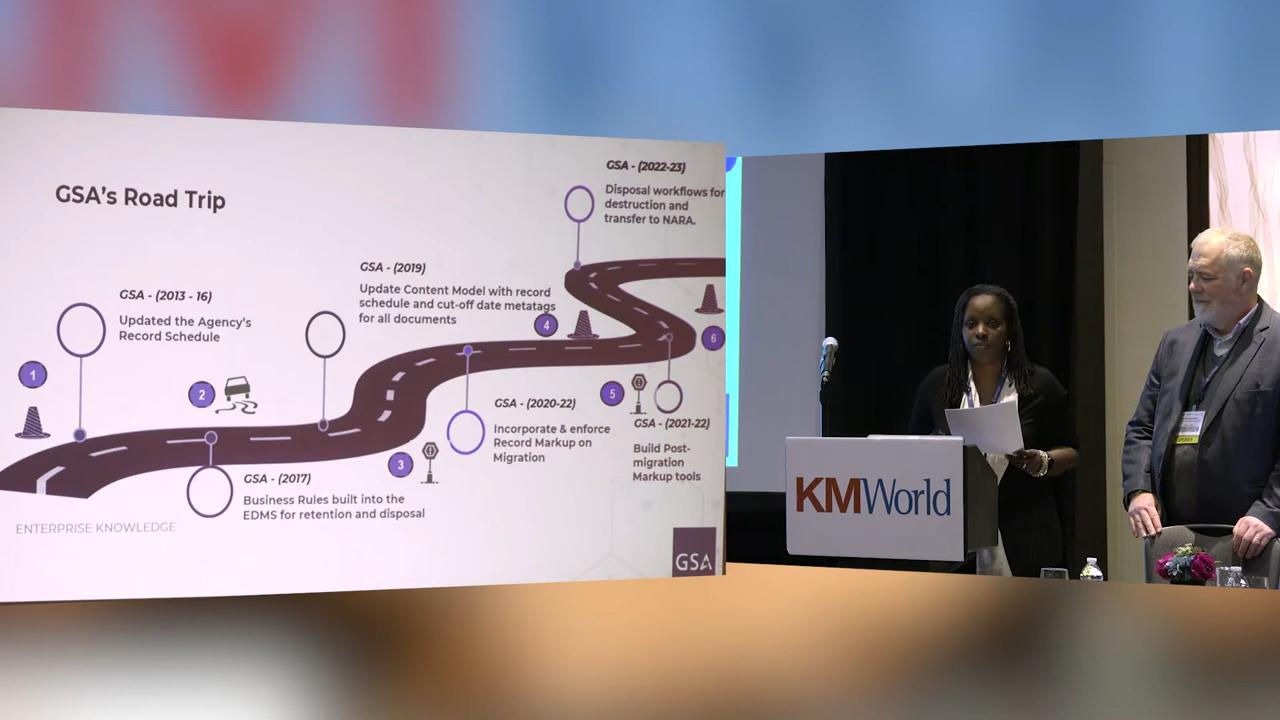 GSA's Road Trip
GSA - (2013 - 16)
Updated the Agency's
Record Schedule
1
2
GSA - (2017)
Business Rules built into the
EDMS for retention and disposal
GSA - (2019)
Update Content Model with record
schedule and cut-off date metatags
for all documents
3
GSA - (2020-22)
Incorporate & enforce
Record Markup on
Migration
4
5
GSA - (2021-22)
Build Post-
migration
Markup tools
GSA - (2022-23)
Disposal workflows for
destruction and
transfer to NARA.
6
ENTERPRISE KNOWLEDGE
GSA
KMWorld